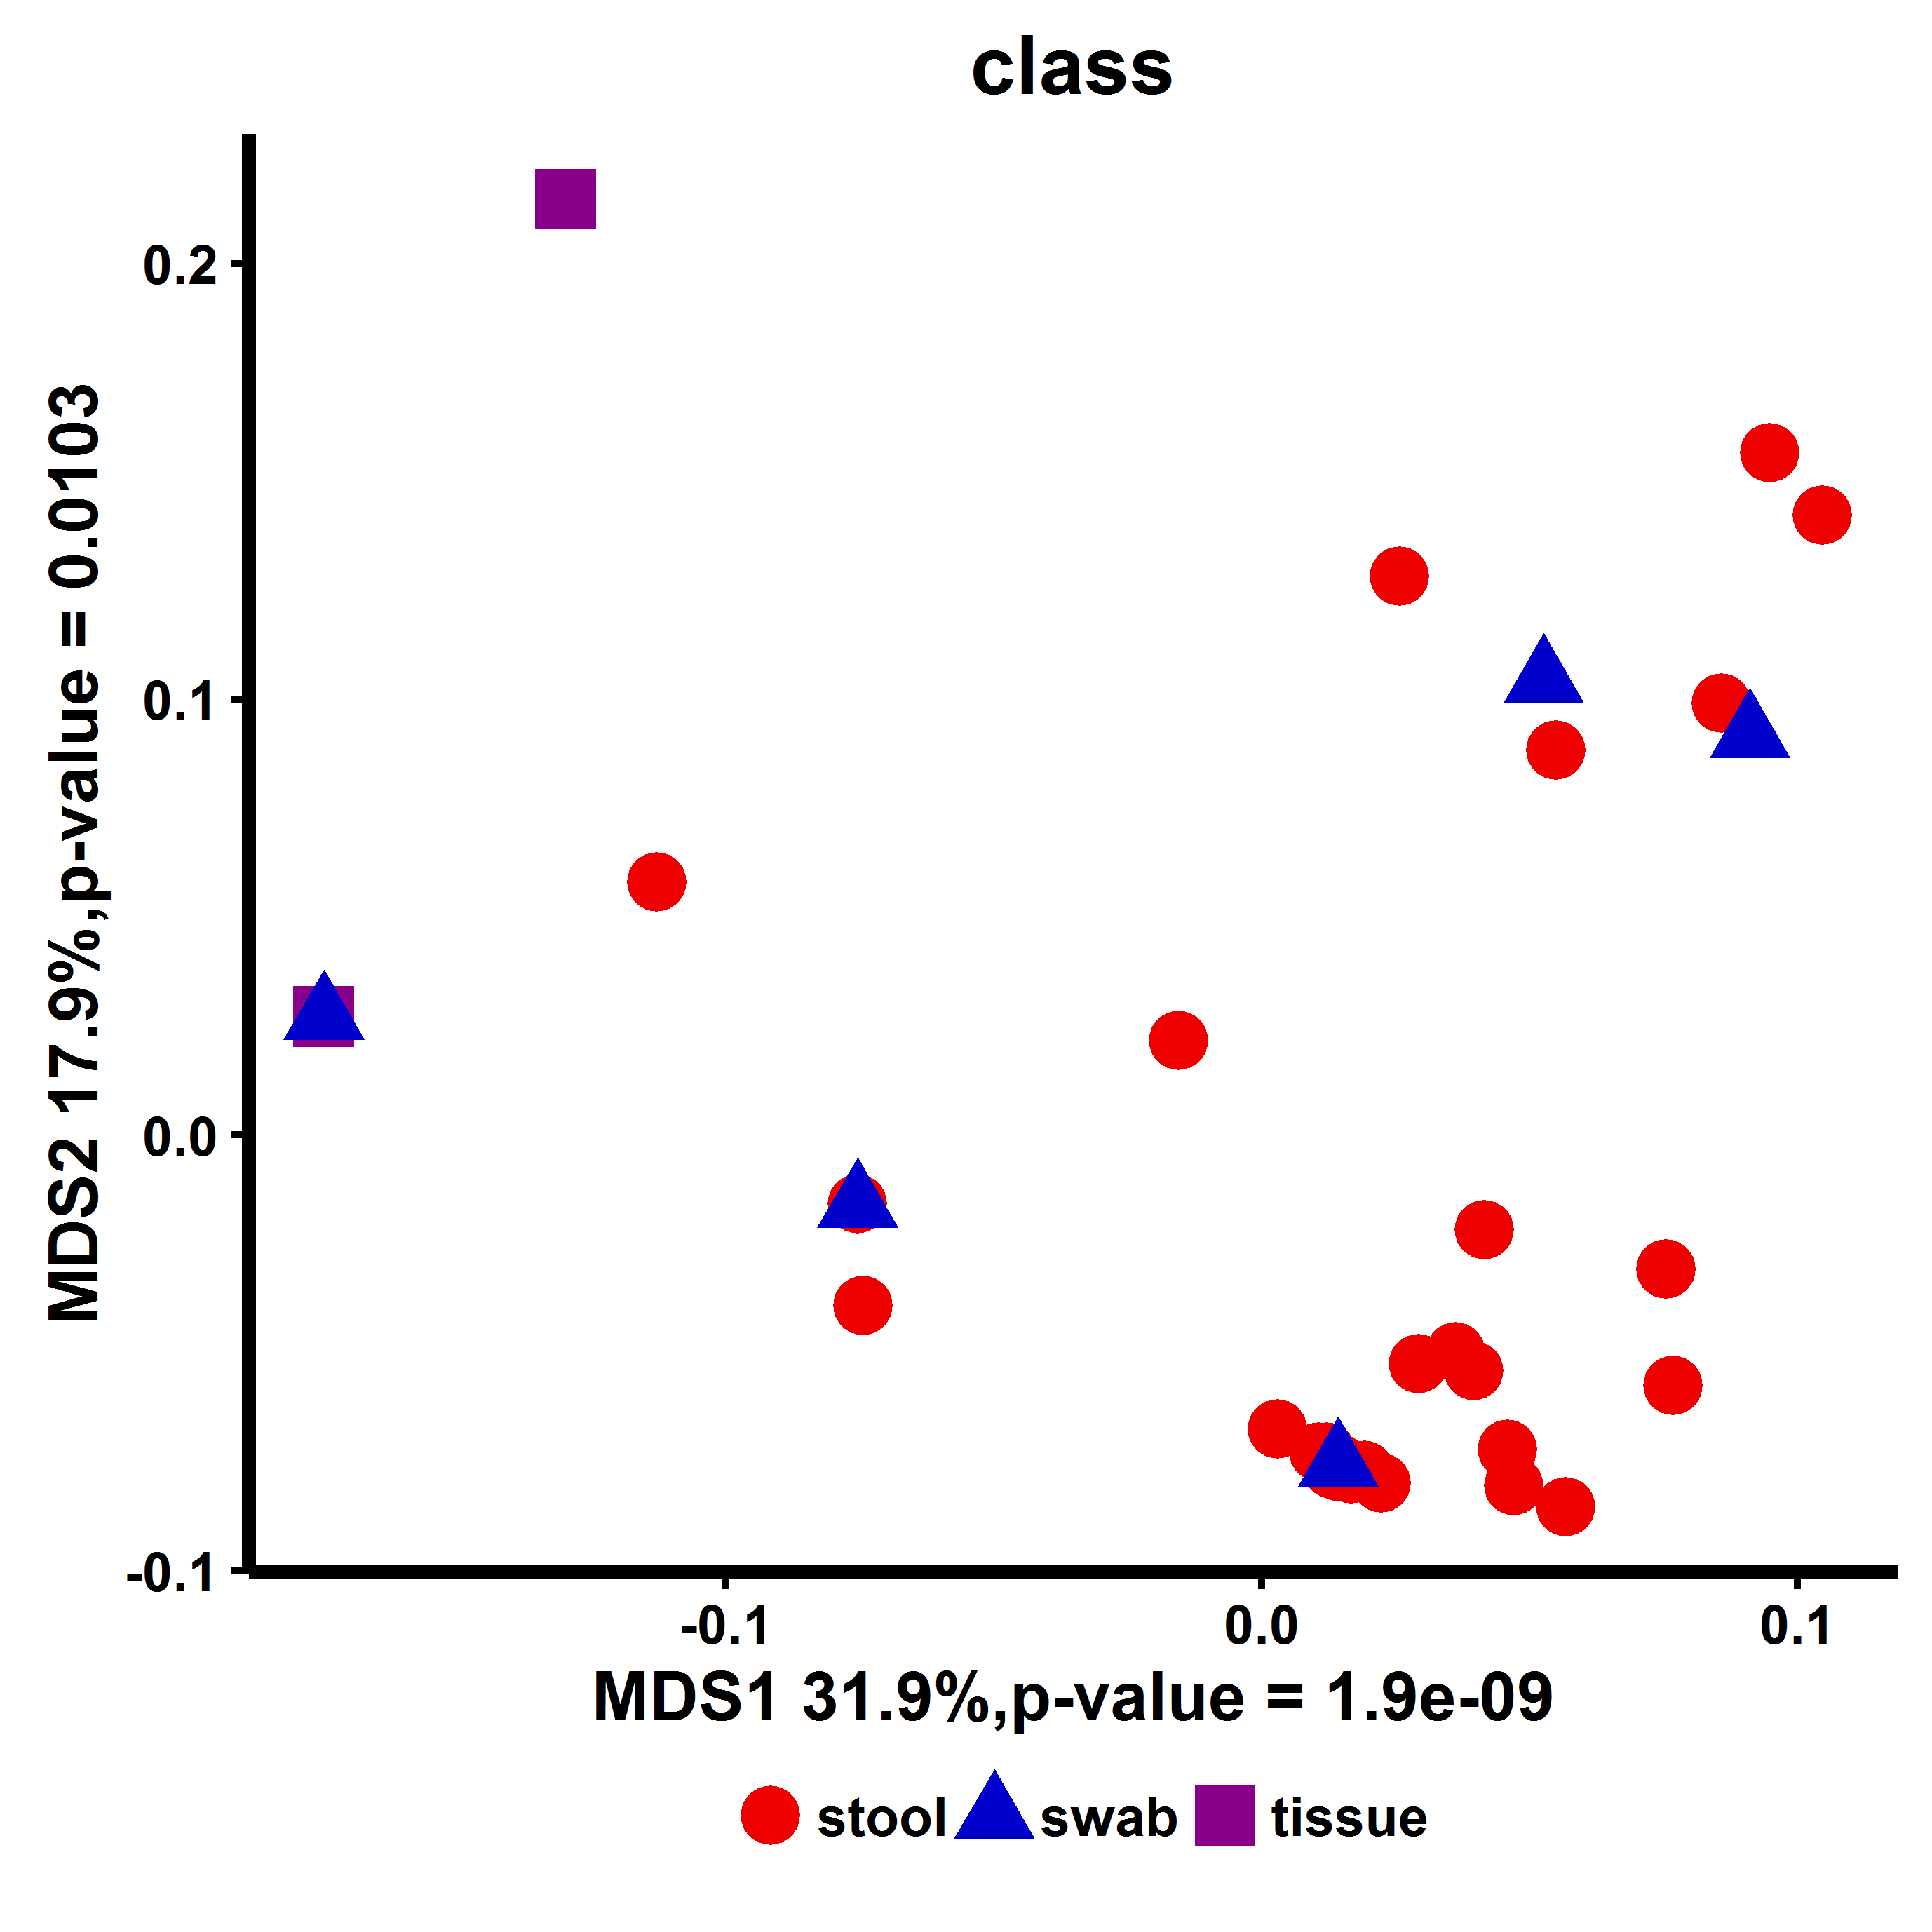 class
MDS2 17.9%,p-value = 0.0103
0.2
0.1
0.0
-0.1
-0.1 0.0 0.1
MDS1 31.9%,p-value = 1.9e-09
stool swab tissue